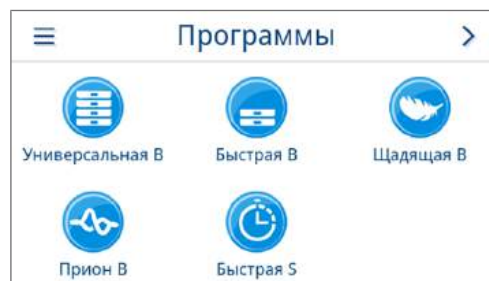 Программы
Универсальная B
Быстрая B
Щадящая B
Прион B
Быстрая S